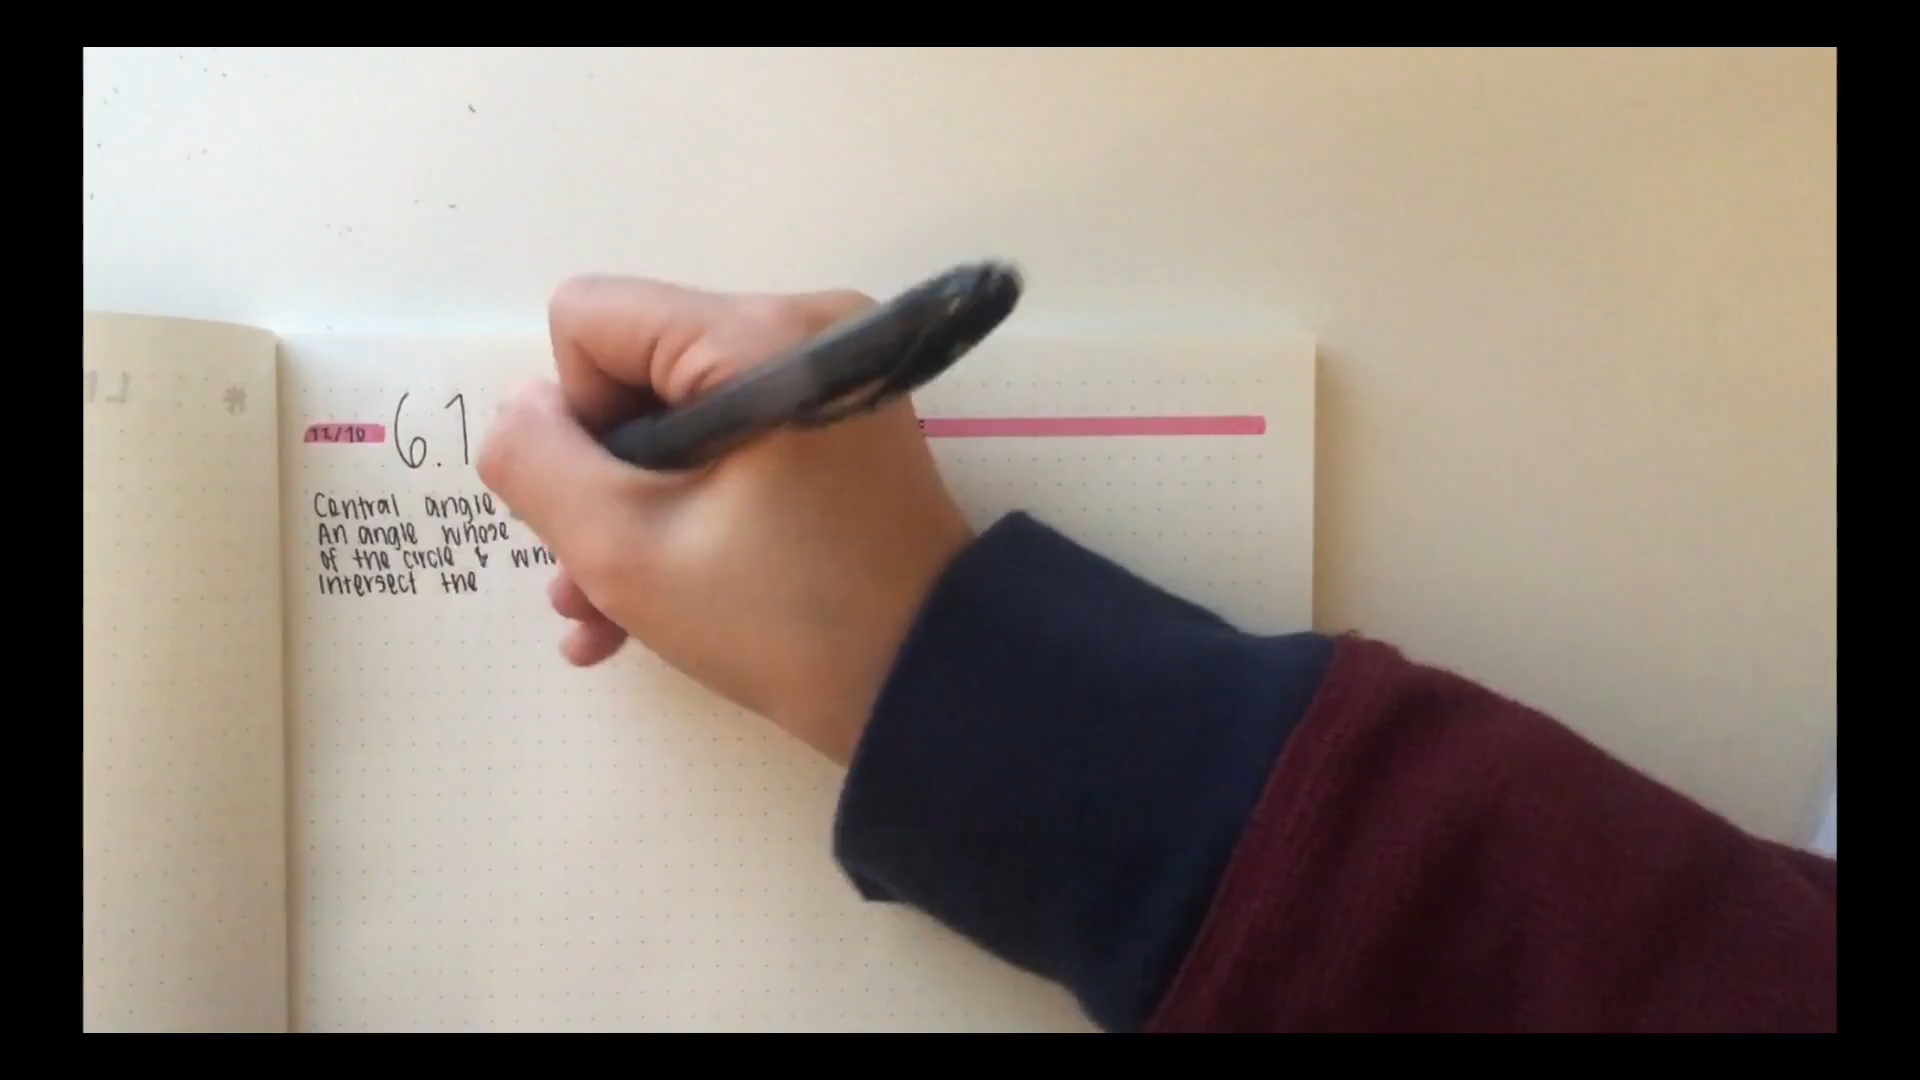 12/10 6.1
Central angle
An angle whose
of the circle &
intersect the